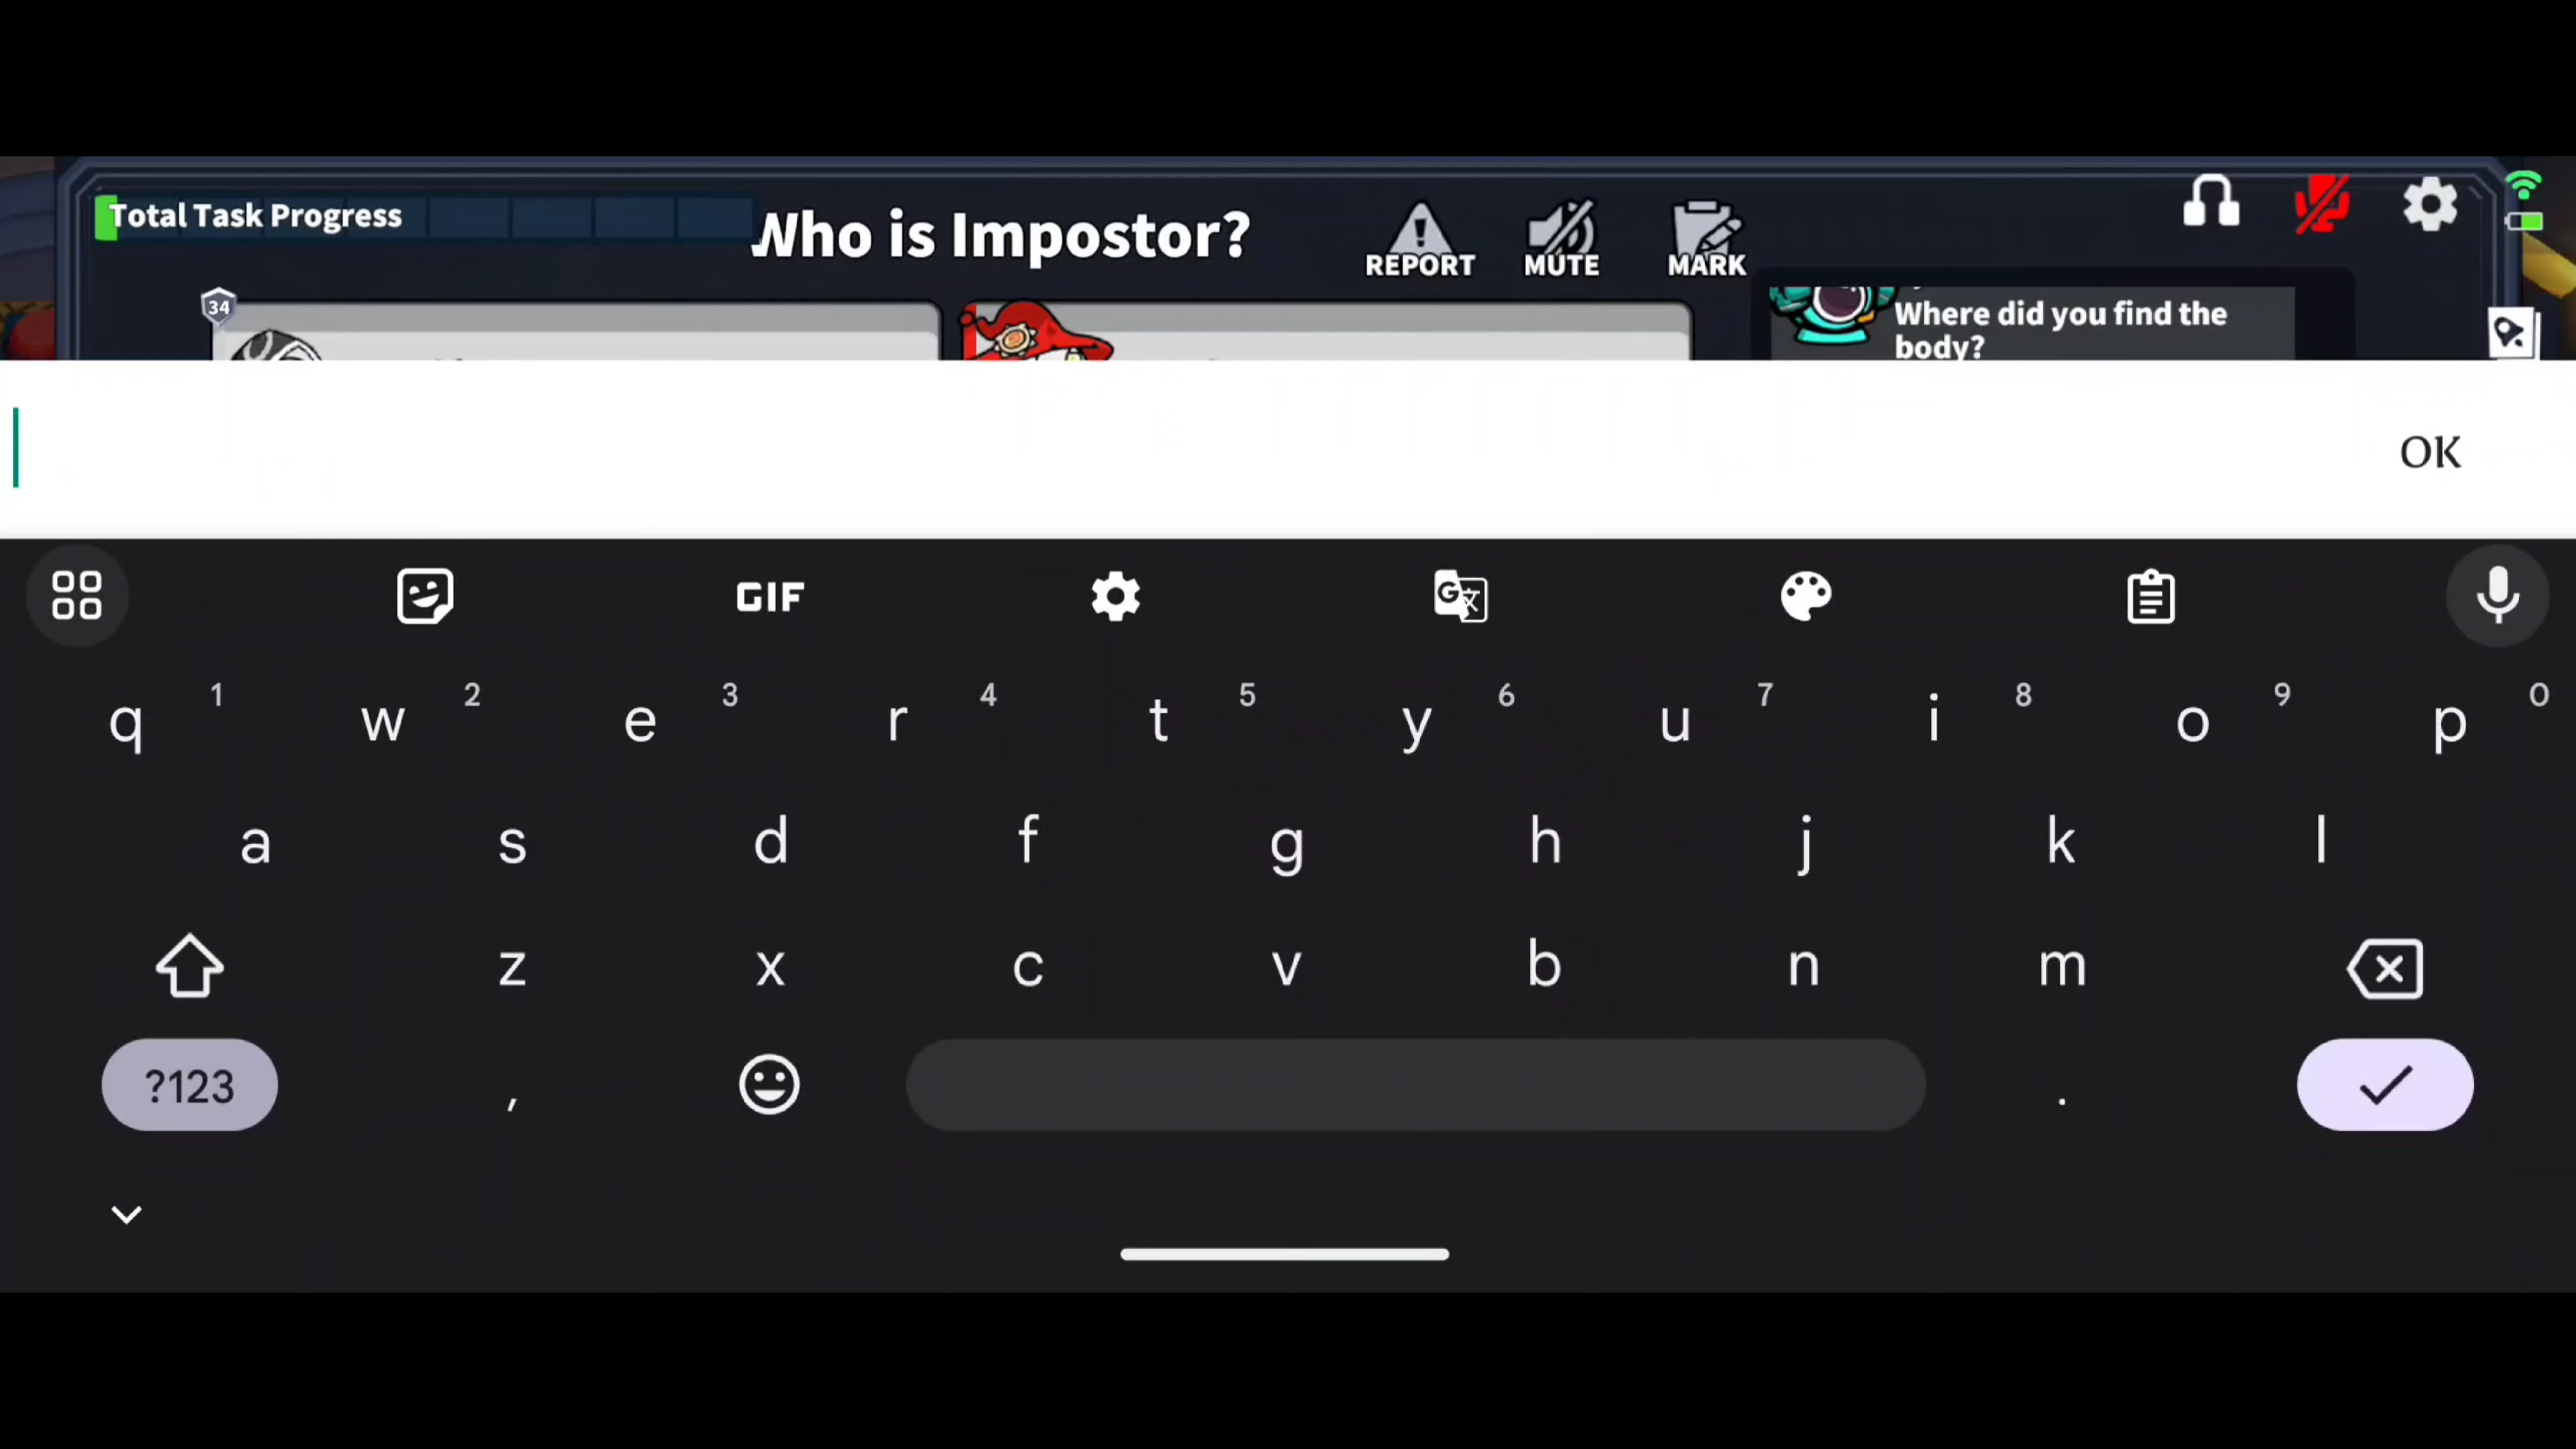 Total Task Progress
Who is Impostor?
REPORT
MUTE
MARK
34
Where did you find the
body?
OK
GIF
G
q 1 w 2 e 3 r 4 t 5 y 6 u 7 i 8 o 9 p 0
a s d f g h j k l
z x c v b n m
?123 , .